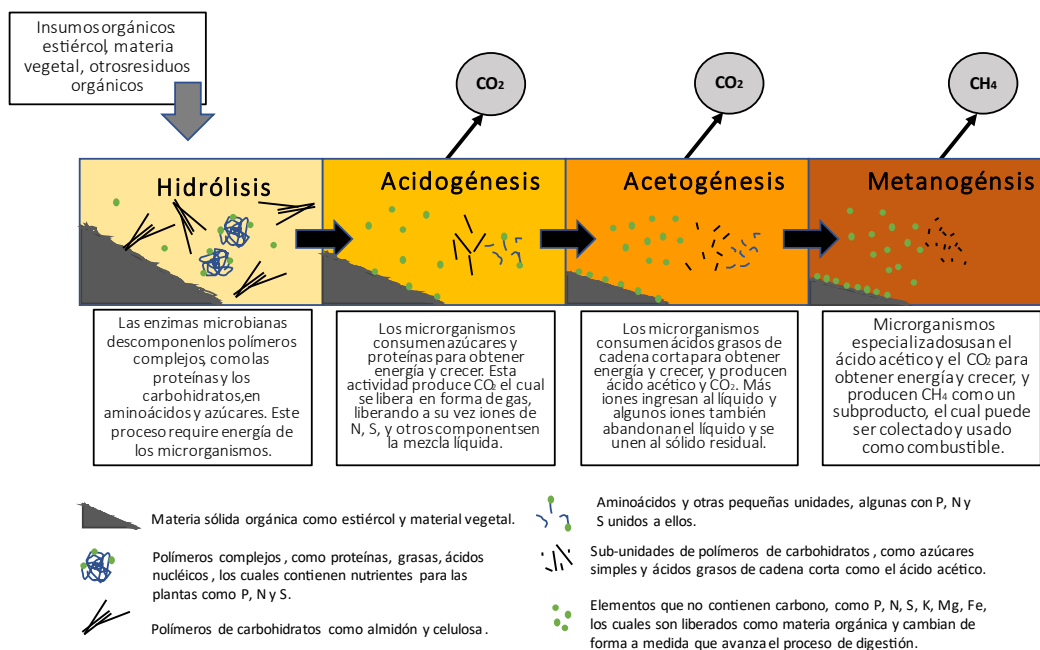 Insumos orgánicos:
estiércol, materia
vegetal, otrosresiduos
orgánicos
CO₂
CO₂
CH₄
Hidrólisis
Acidogénesis
Acetogénesis
Metanogénsis
Las enzimas microbianas
descomponenlos polímeros
complejos, como las
proteínas y los
carbohidratos, en
aminoácidos y azúcares. Este
proceso require energía de
los microrganismos.
Los microrganismos
consumen azúcares y
proteínas para obtener
energía y crecer. Esta
actividad produce CO₂ el cual
se libera en forma de gas,
liberando a su vez iones de
N, S, y otros componentsen
la mezcla líquida.
Los microrganismos
consumen ácidos grasos de
cadena corta para obtener
energía y crecer, y producen
ácido acético y CO₂. Más
iones ingresan al líquido y
algunos iones también
abandonan el líquido y se
unen al sólido residual.
Microrganismos
especializadosusan el
ácido acético y el CO₂ para
obtener energía y crecer, y
producen CH₄ como un
subproducto, el cual puede
ser colectado y usado
como combustible.
Materia sólida orgánica como estiércol y material vegetal.
Polímeros complejos , como proteínas, grasas, ácidos
nucléicos , los cuales contienen nutrientes para las
plantas como P, N y S.
Polímeros de carbohidratos como almidón y celulosa .
Aminoácidos y otras pequeñas unidades, algunas con P, N y
S unidos a ellos.
Sub-unidades de polímeros de carbohidratos , como azúcares
simples y ácidos grasos de cadena corta como el ácido acético.
Elementos que no contienen carbono, como P, N, S, K, Mg, Fe,
los cuales son liberados como materia orgánica y cambian de
forma a medida que avanza el proceso de digestión.